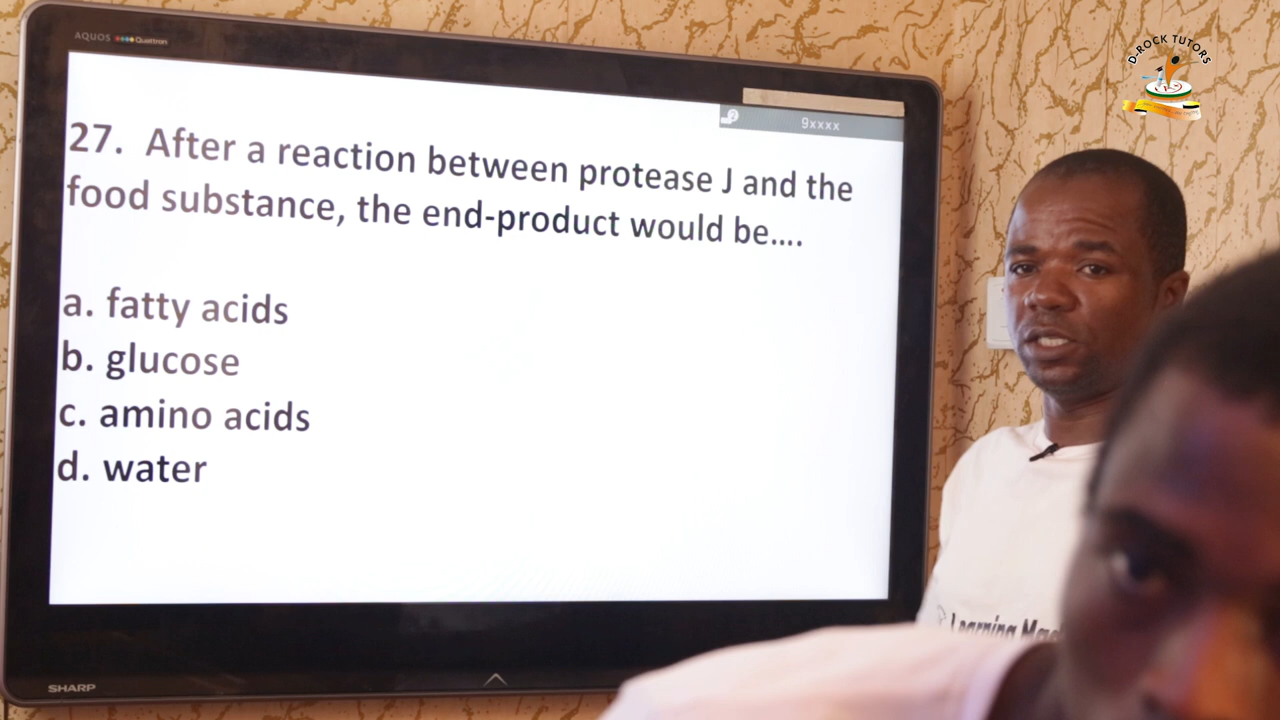 AQUOS Quattron
D-ROCK TUTORS
9xxxx
27. After a reaction between protease J and the
food substance, the end-product would be....
a. fatty acids
b. glucose
c. amino acids
d. water
Learning
SHARP